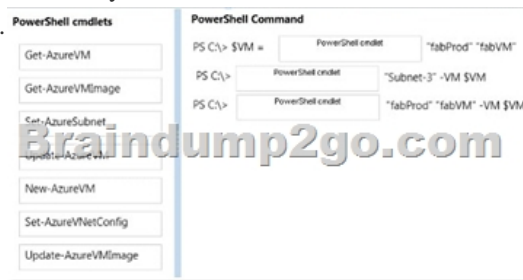 PowerShell cmdlets
Get-AzureVM
Get-AzureVMImage
Set-AzureSubnet
Update-AzureVM
New-AzureVM
Set-AzureVNetConfig
Update-AzureVMImage
PowerShell Command
PS C:\> $VM = PowerShell cmdlet "fabProd" "fabVM"
PS C:\> PowerShell cmdlet "Subnet-3" -VM $VM
PS C:\> PowerShell cmdlet "fabProd" "fabVM" -VM $VM
Braindump2go.com